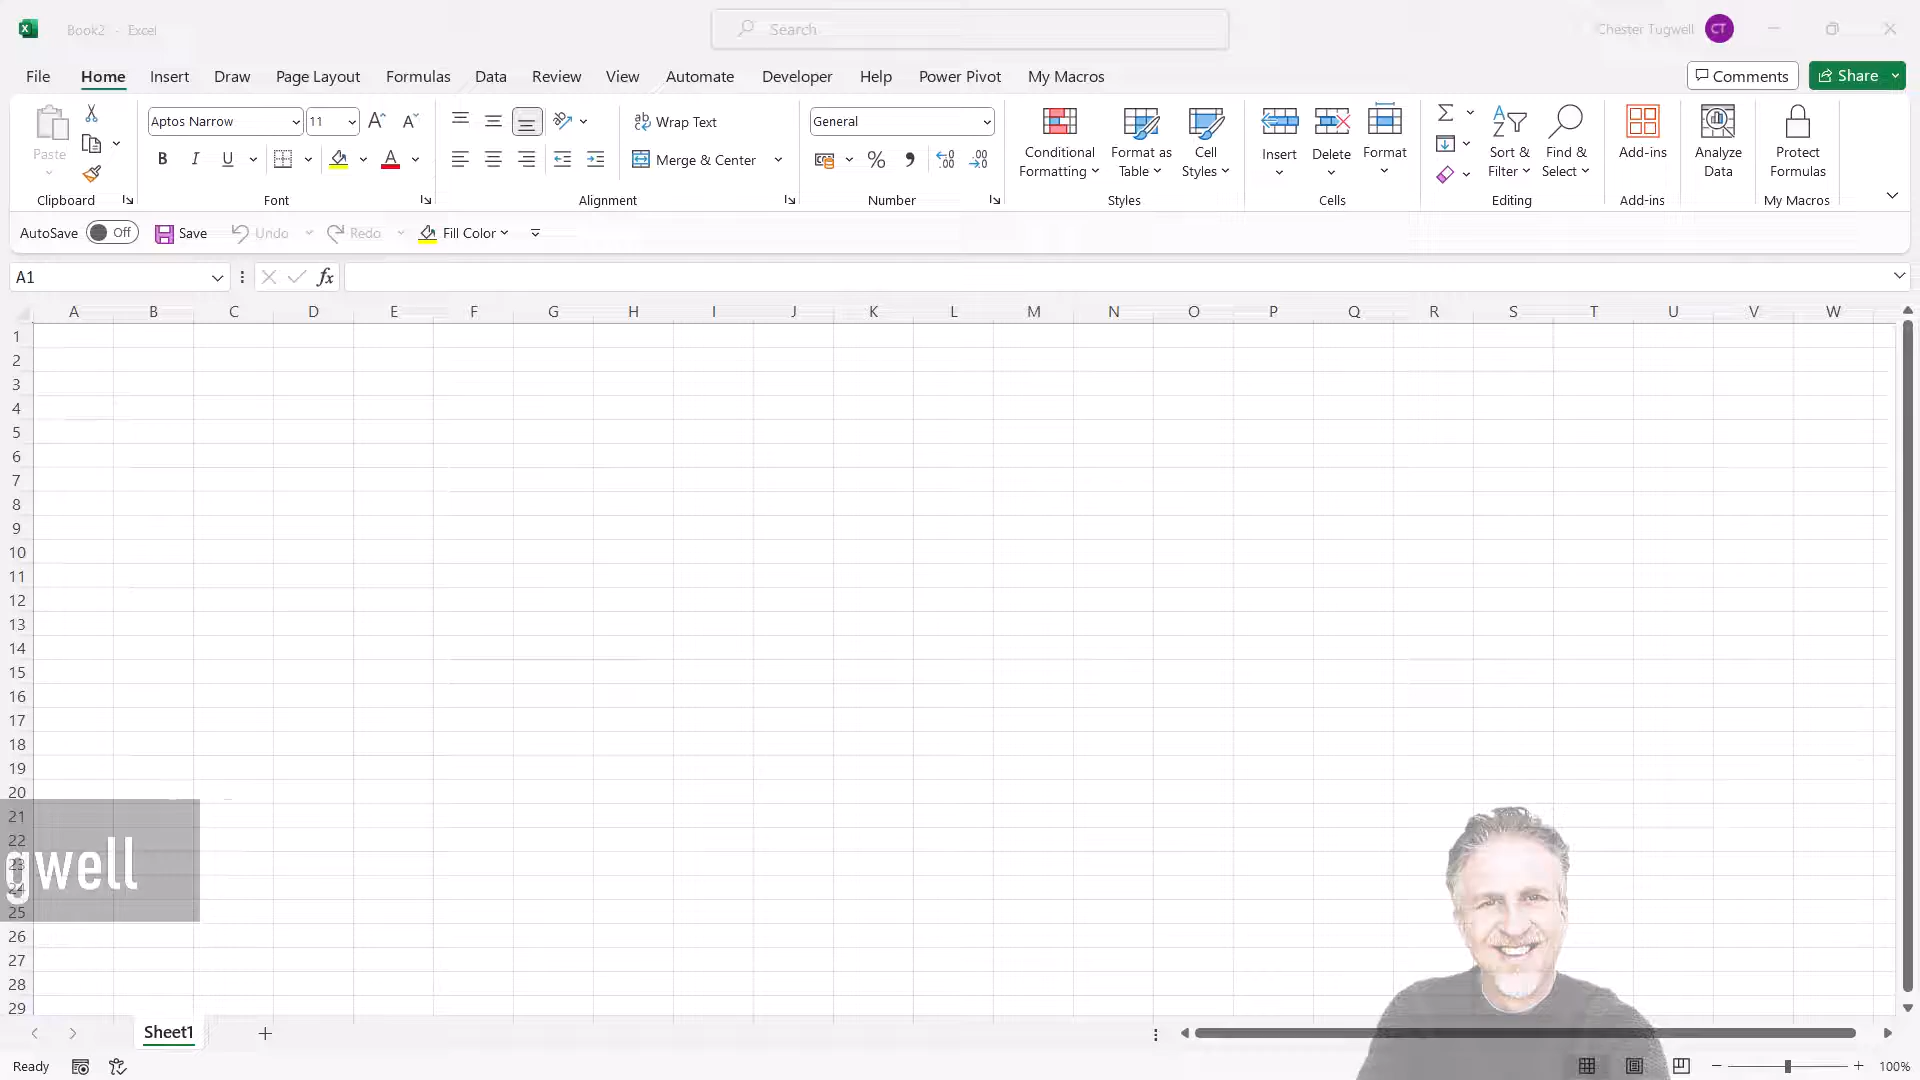 Book2 - Excel
Search
Chester Tugwell
CT
File Home Insert Draw Page Layout Formulas Data Review View Automate Developer Help Power Pivot My Macros
Comments
Share
Paste
Clipboard
Aptos Narrow
11
B I U
Font
Wrap Text
Merge & Center
Alignment
General
Number
Conditional
Formatting
Format as
Table
Cell
Styles
Styles
Insert
Delete
Format
Cells
Sort &
Filter
Find &
Select
Editing
Add-ins
Add-ins
Analyze
Data
Protect
Formulas
My Macros
AutoSave Off Save Undo Redo Fill Color
A1
fx
A B C D E F G H I J K L M N O P Q R S T U V W
1
2
3
4
5
6
7
8
9
10
11
12
13
14
15
16
17
18
19
20
21
22
23
24
25
26
27
28
29
gwell
Sheet1
Ready
100%